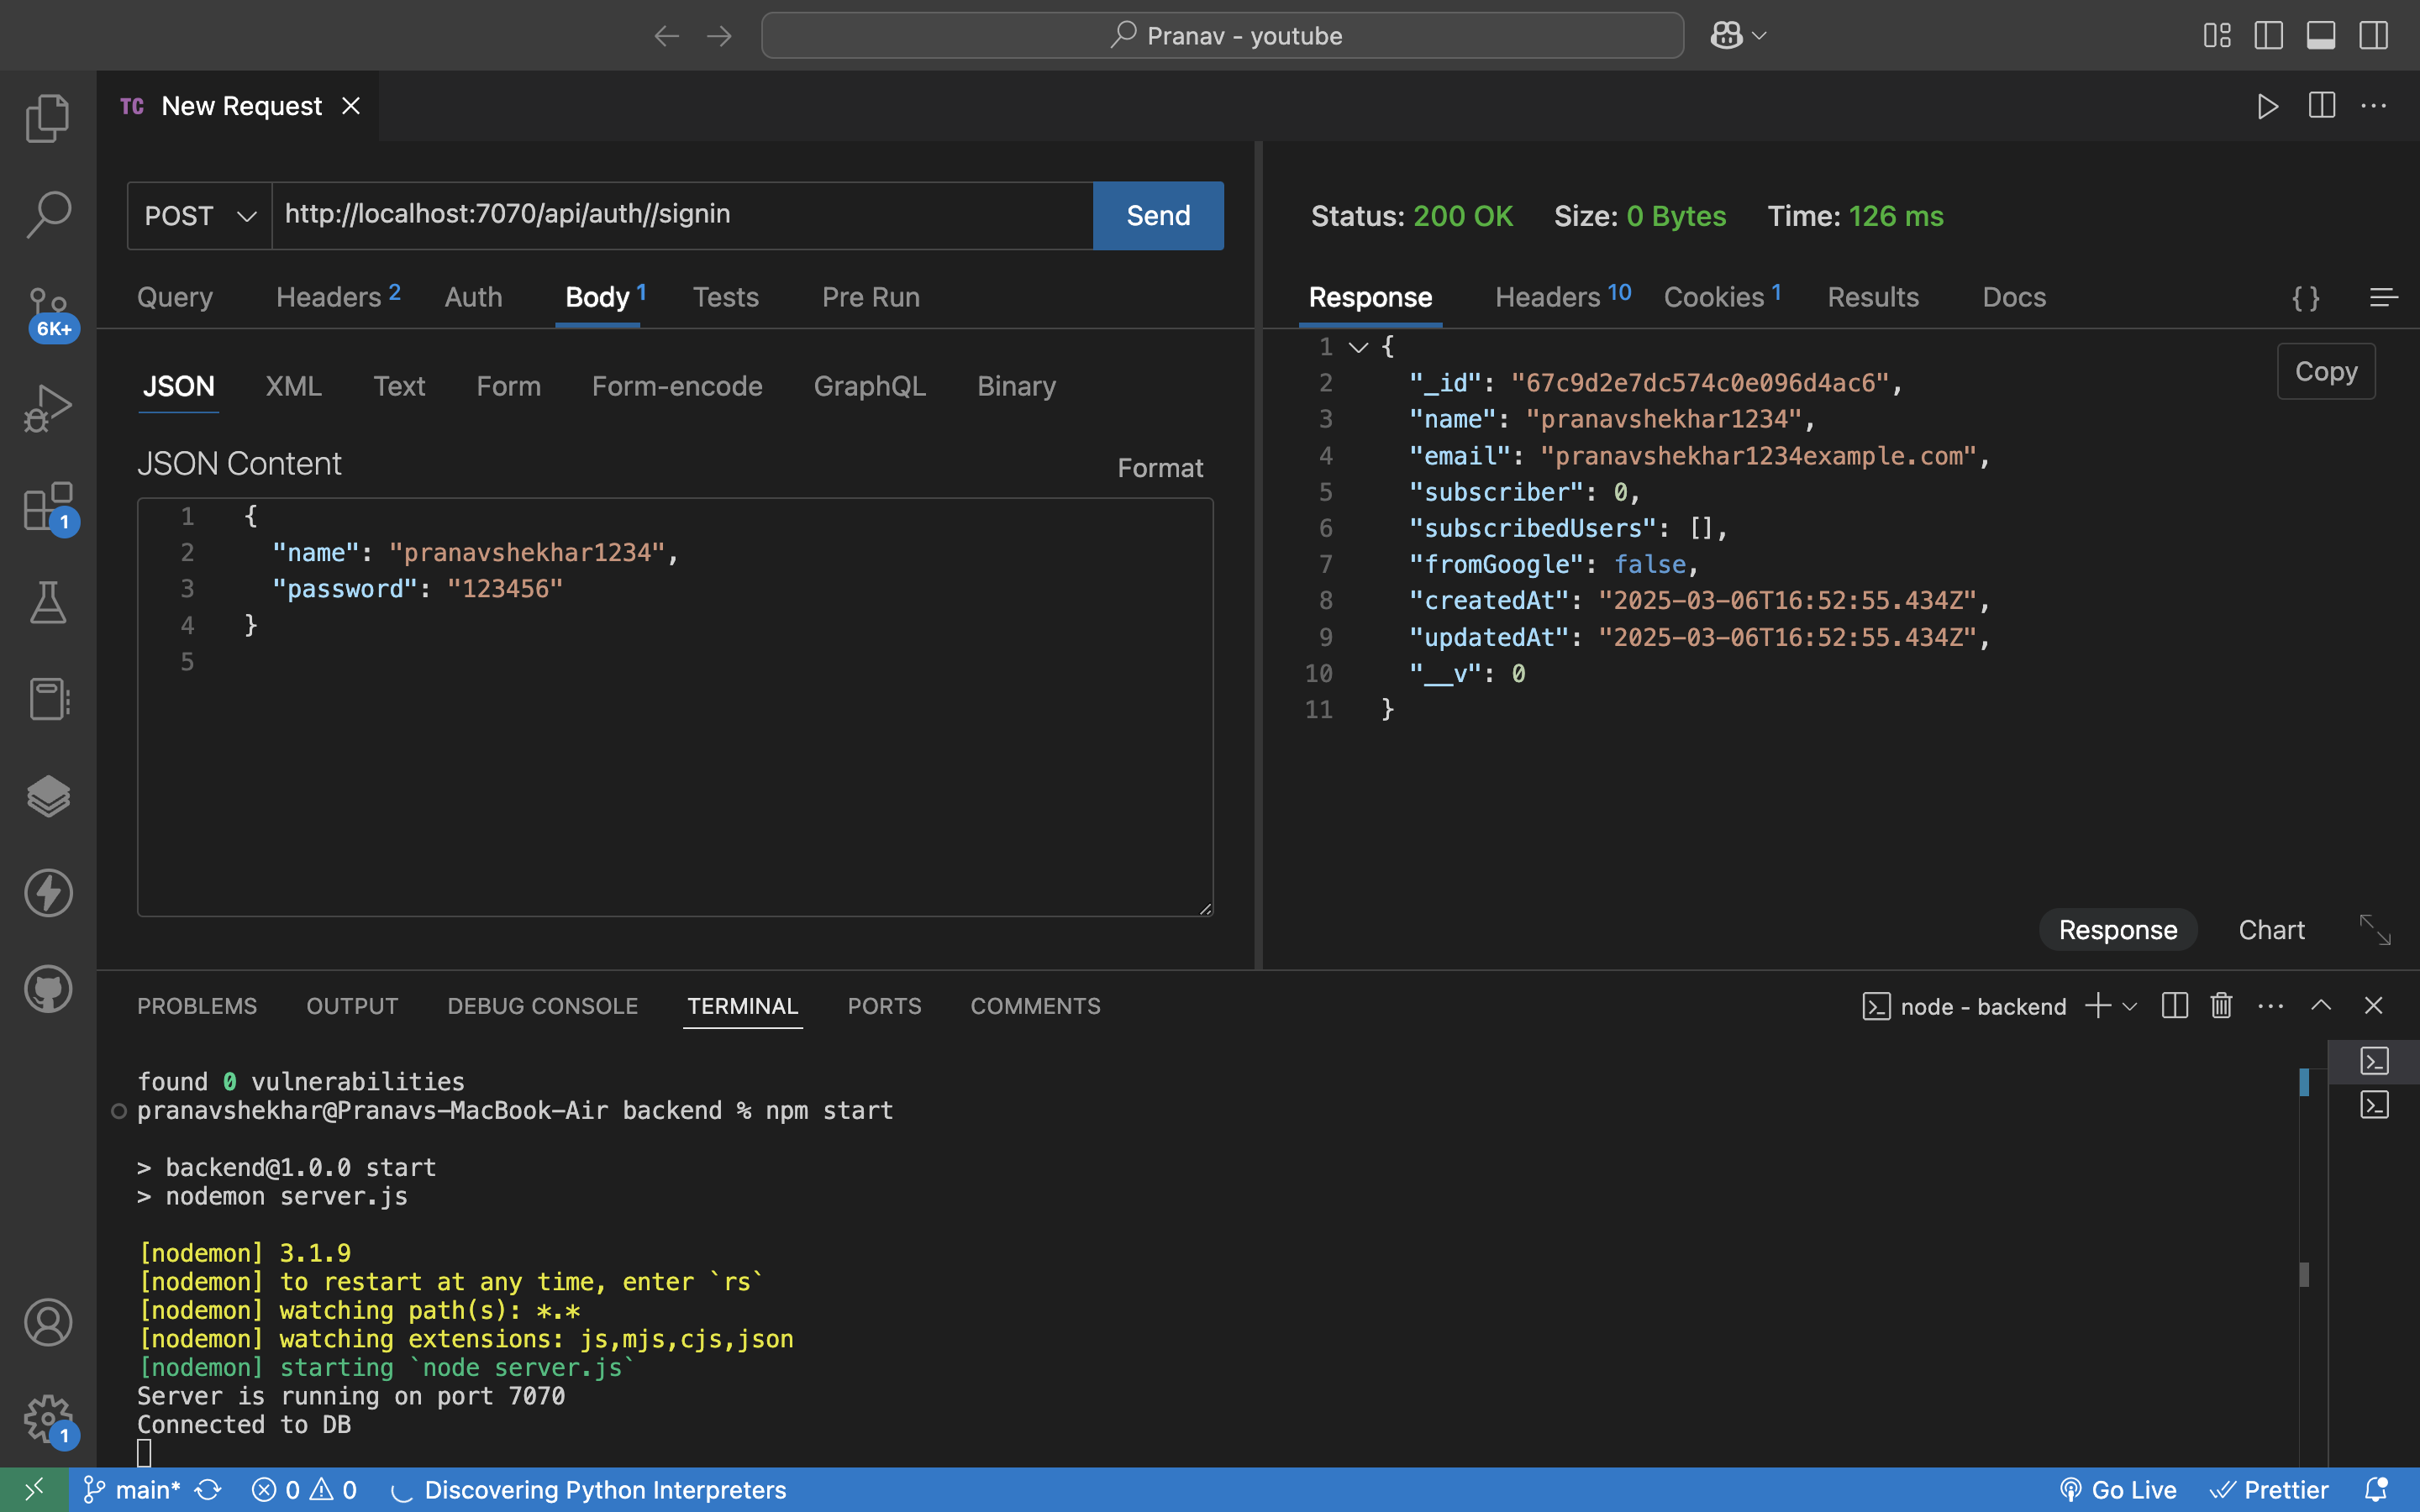 Pranav - youtube
TC New Request
POST http://localhost:7070/api/auth//signin Send
Status: 200 OK Size: 0 Bytes Time: 126 ms
Query Headers 2 Auth Body 1 Tests Pre Run
Response Headers 10 Cookies 1 Results Docs { }
JSON XML Text Form Form-encode GraphQL Binary
JSON Content Format
1 {
2 "name": "pranavshekhar1234",
3 "password": "123456"
4 }
5
Copy
1 {
2 "_id": "67c9d2e7dc574c0e096d4ac6",
3 "name": "pranavshekhar1234",
4 "email": "pranavshekhar1234example.com",
5 "subscriber": 0,
6 "subscribedUsers": [],
7 "fromGoogle": false,
8 "createdAt": "2025-03-06T16:52:55.434Z",
9 "updatedAt": "2025-03-06T16:52:55.434Z",
10 "__v": 0
11 }
Response Chart
6K+
1
1
PROBLEMS OUTPUT DEBUG CONSOLE TERMINAL PORTS COMMENTS
node - backend
found 0 vulnerabilities
pranavshekhar@Pranavs-MacBook-Air backend % npm start
> backend@1.0.0 start
> nodemon server.js
[nodemon] 3.1.9
[nodemon] to restart at any time, enter `rs`
[nodemon] watching path(s): *.*
[nodemon] watching extensions: js,mjs,cjs,json
[nodemon] starting `node server.js`
Server is running on port 7070
Connected to DB
main* 0 0 Discovering Python Interpreters
Go Live Prettier